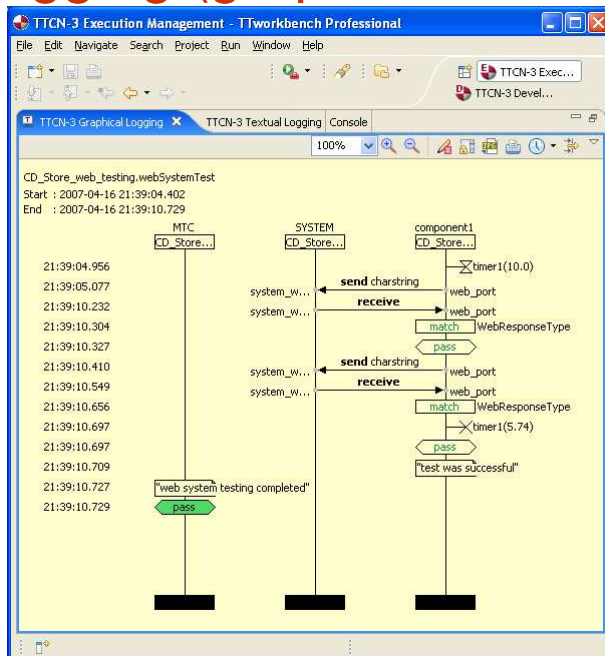 TTCN-3 Execution Management - TTworkbench Professional
File Edit Navigate Search Project Run Window Help
TTCN-3 Exec...
TTCN-3 Devel...
TTCN-3 Graphical Logging TTCN-3 Textual Logging Console
100%
CD_Store_web_testing.webSystemTest
Start : 2007-04-16 21:39:04.402
End : 2007-04-16 21:39:10.729
MTC SYSTEM component1
CD_Store... CD_Store... CD_Store...
21:39:04.956 timer1(10.0)
21:39:05.077 system_w... send charstring web_port
21:39:10.232 system_w... receive web_port
21:39:10.304 match WebResponseType
21:39:10.327 pass
21:39:10.410 system_w... send charstring web_port
21:39:10.549 system_w... receive web_port
21:39:10.656 match WebResponseType
21:39:10.697 timer1(5.74)
21:39:10.697 pass
21:39:10.709 "test was successful"
21:39:10.727 "web system testing completed"
21:39:10.729 pass